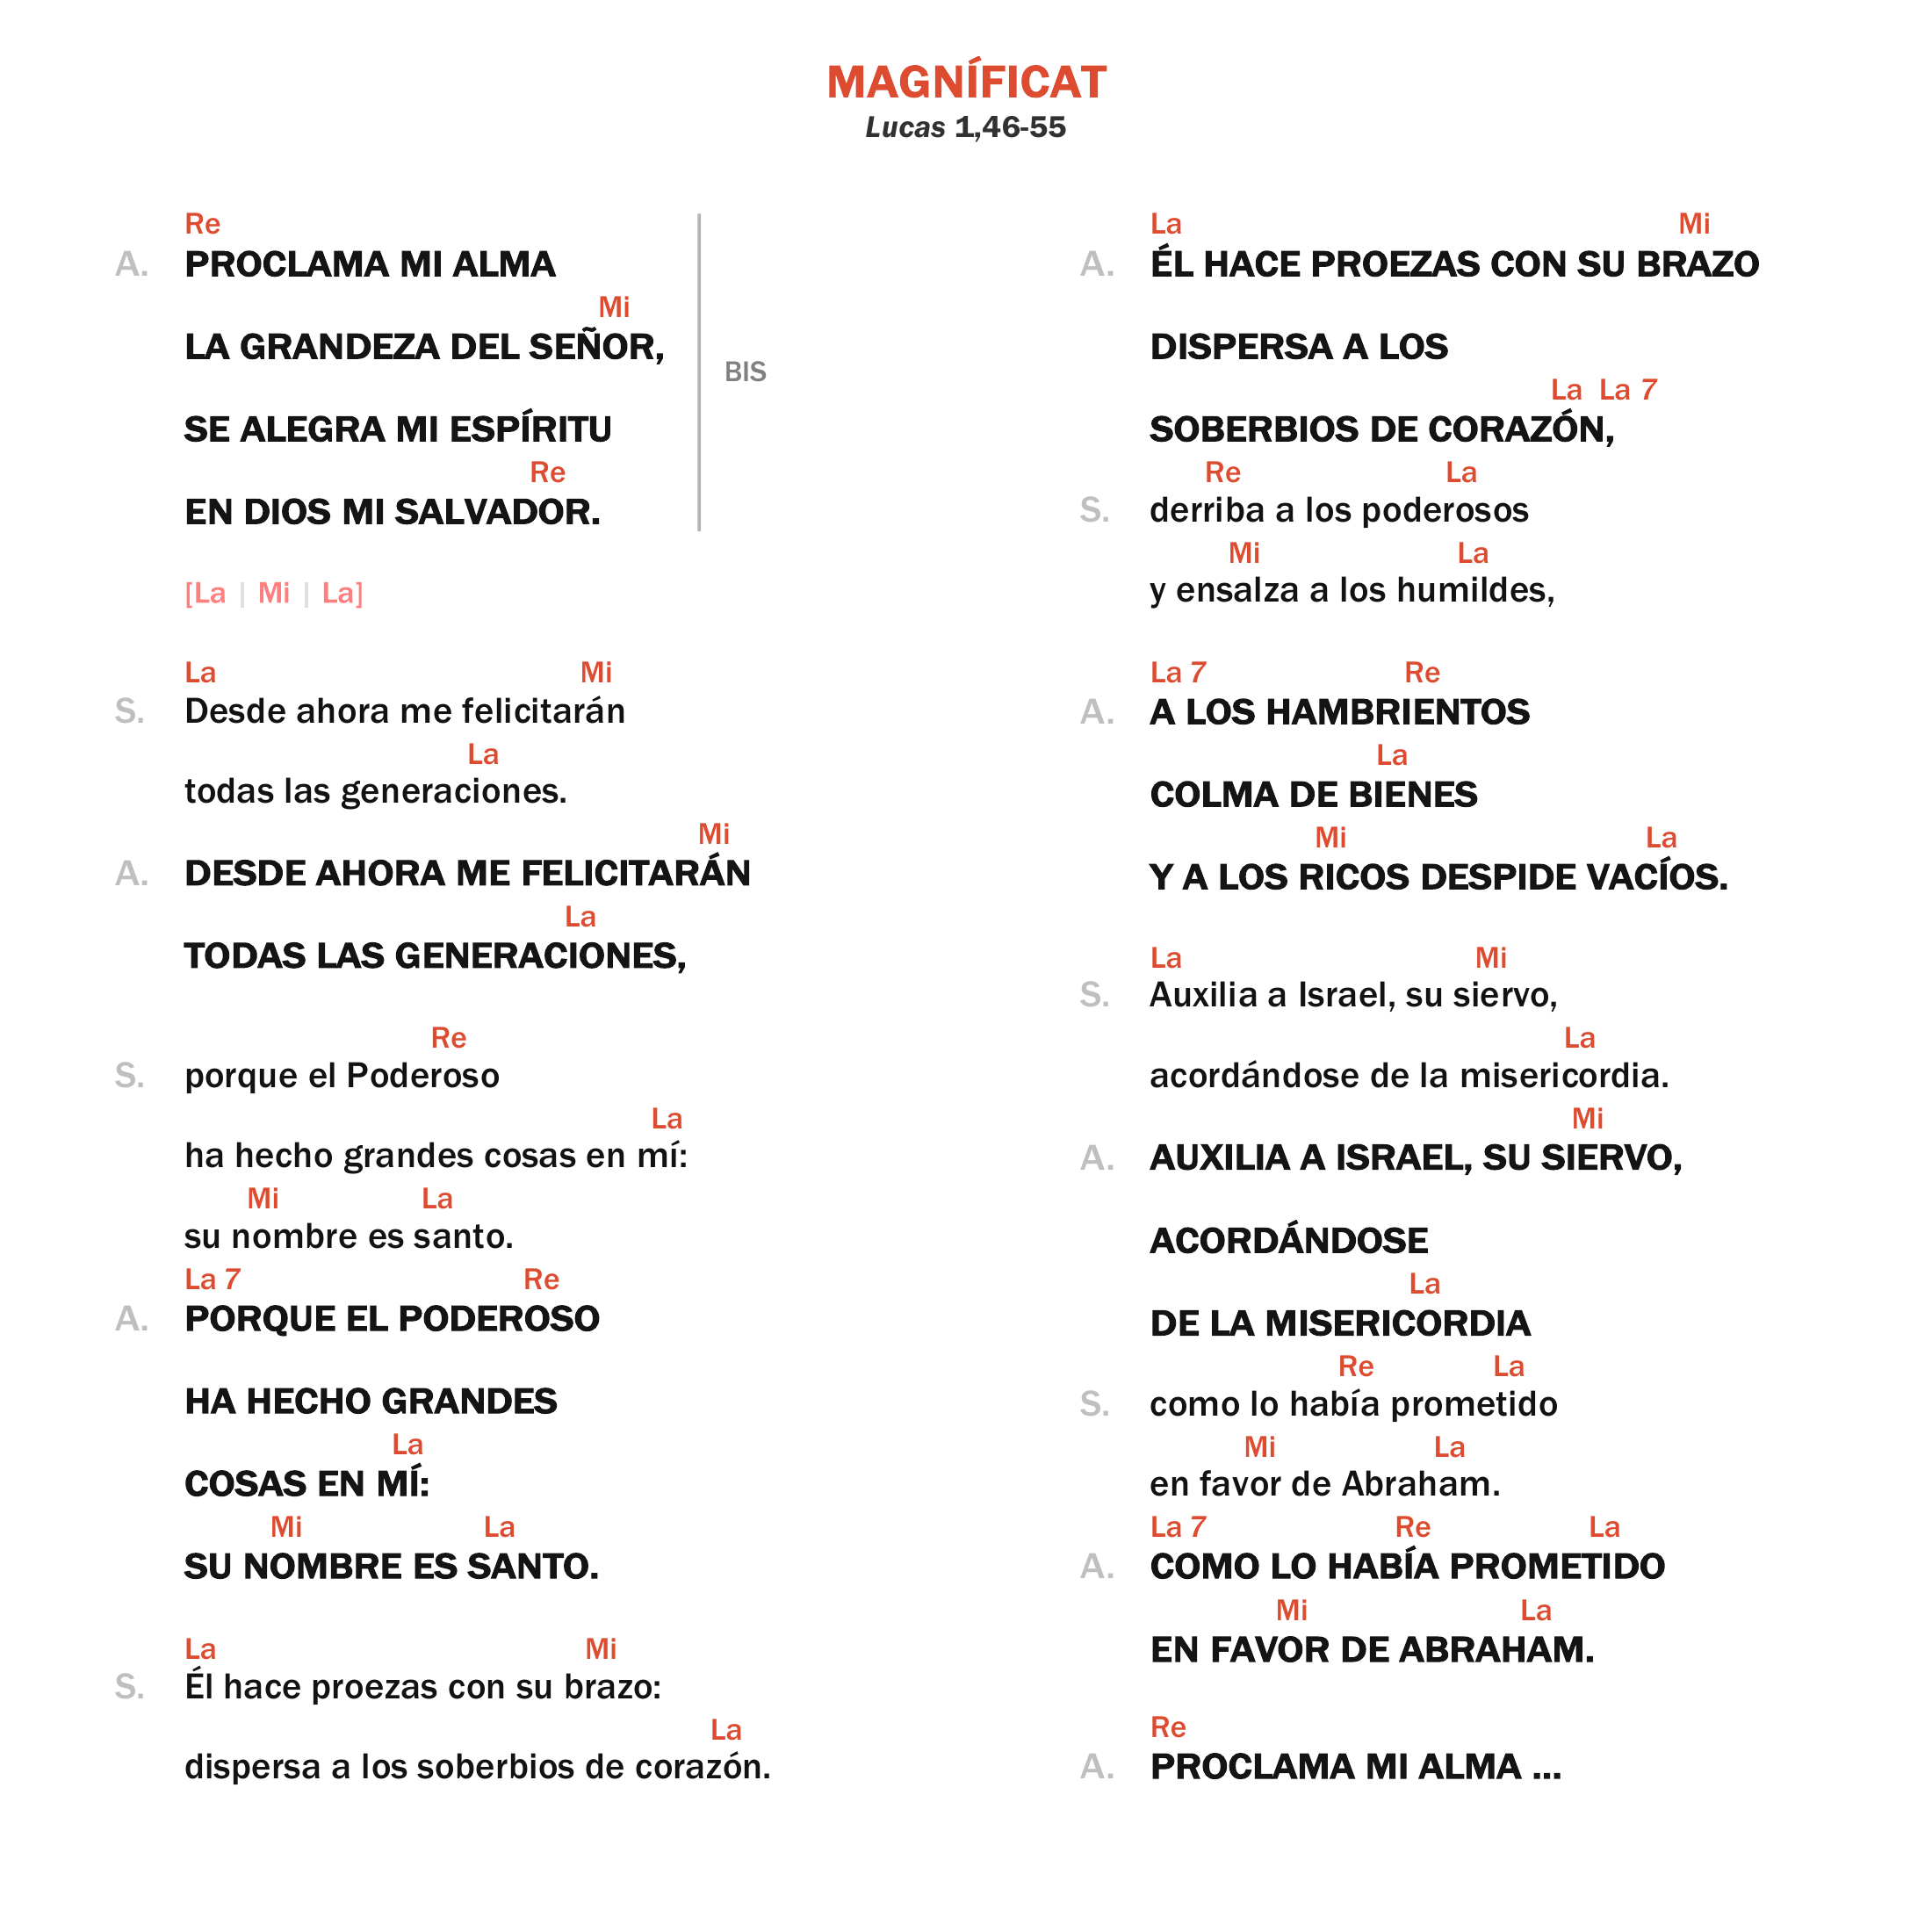 MAGNÍFICAT
Lucas 1,46-55
Re
A. PROCLAMA MI ALMA
Mi
LA GRANDEZA DEL SEÑOR,
SE ALEGRA MI ESPÍRITU
Re
EN DIOS MI SALVADOR.
BIS
[La | Mi | La]
La Mi
S. Desde ahora me felicitarán
La
todas las generaciones.
Mi
A. DESDE AHORA ME FELICITARÁN
La
TODAS LAS GENERACIONES,
Re
S. porque el Poderoso
La
ha hecho grandes cosas en mí:
Mi La
su nombre es santo.
La 7 Re
A. PORQUE EL PODEROSO
HA HECHO GRANDES
La
COSAS EN MÍ:
Mi La
SU NOMBRE ES SANTO.
La Mi
S. Él hace proezas con su brazo:
La
dispersa a los soberbios de corazón.
La Mi
A. ÉL HACE PROEZAS CON SU BRAZO
DISPERSA A LOS
La La 7
SOBERBIOS DE CORAZÓN,
Re La
S. derriba a los poderosos
Mi La
y ensalza a los humildes,
La 7 Re
A. A LOS HAMBRIENTOS
La
COLMA DE BIENES
Mi La
Y A LOS RICOS DESPIDE VACÍOS.
La Mi
S. Auxilia a Israel, su siervo,
La
acordándose de la misericordia.
Mi
A. AUXILIA A ISRAEL, SU SIERVO,
ACORDÁNDOSE
La
DE LA MISERICORDIA
Re La
S. como lo había prometido
Mi La
en favor de Abraham.
La 7 Re La
A. COMO LO HABÍA PROMETIDO
Mi La
EN FAVOR DE ABRAHAM.
Re
A. PROCLAMA MI ALMA ...